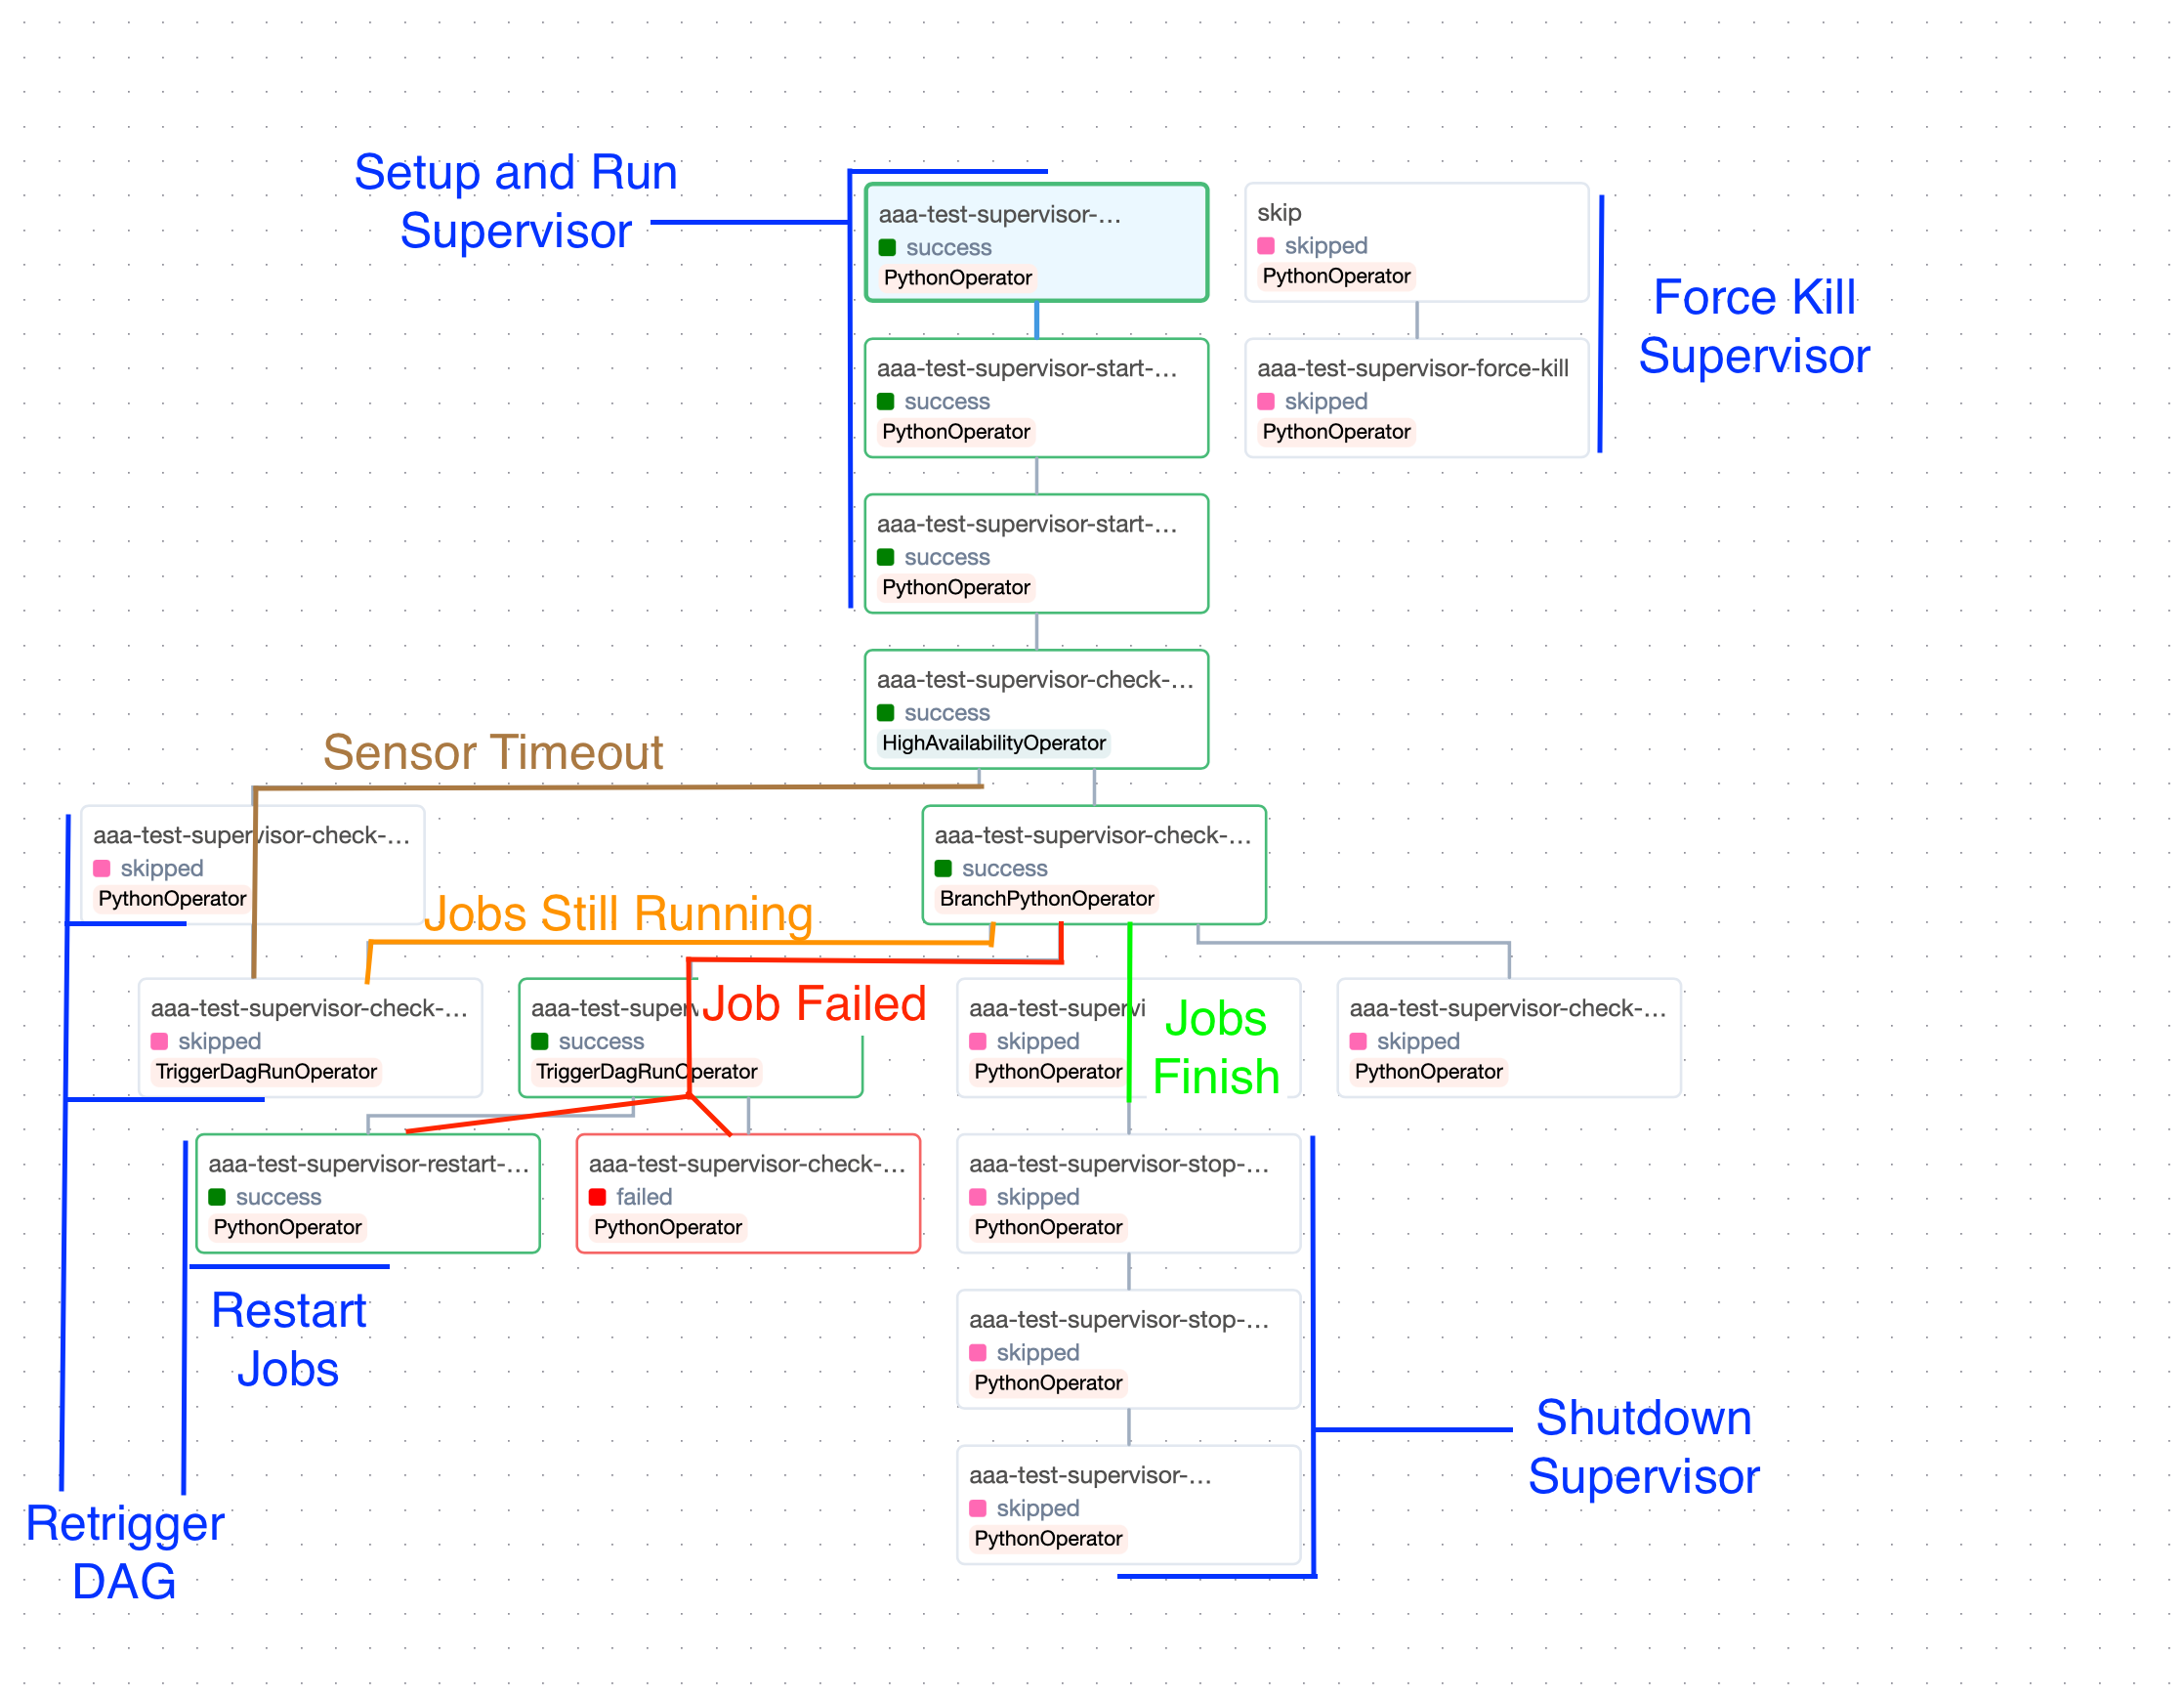 Setup and Run
Supervisor
aaa-test-supervisor-...
success
PythonOperator
skip
skipped
PythonOperator
Force Kill
Supervisor
aaa-test-supervisor-start-...
success
PythonOperator
aaa-test-supervisor-force-kill
skipped
PythonOperator
aaa-test-supervisor-start-...
success
PythonOperator
aaa-test-supervisor-check-...
success
HighAvailabilityOperator
Sensor Timeout
aaa-test-supervisor-check-...
skipped
PythonOperator
aaa-test-supervisor-check-...
success
BranchPythonOperator
Jobs Still Running
aaa-test-supervisor-check-...
skipped
TriggerDagRunOperator
aaa-test-superv
success
TriggerDagRunOperator
Job Failed
aaa-test-supervi
skipped
PythonOperator
Jobs
Finish
aaa-test-supervisor-check-...
skipped
PythonOperator
aaa-test-supervisor-restart-...
success
PythonOperator
aaa-test-supervisor-check-...
failed
PythonOperator
aaa-test-supervisor-stop-...
skipped
PythonOperator
Restart
Jobs
aaa-test-supervisor-stop-...
skipped
PythonOperator
Shutdown
Supervisor
aaa-test-supervisor-...
skipped
PythonOperator
Retrigger
DAG